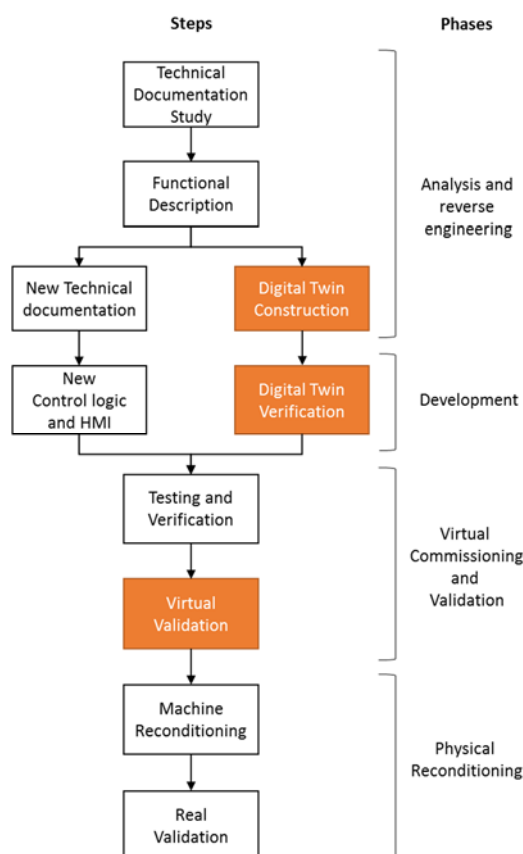 Steps
Phases
Technical
Documentation
Study
Functional
Description
Analysis and
reverse
engineering
New Technical
documentation
Digital Twin
Construction
New
Control logic
and HMI
Digital Twin
Verification
Development
Testing and
Verification
Virtual
Commissioning
and
Validation
Virtual
Validation
Machine
Reconditioning
Physical
Reconditioning
Real
Validation